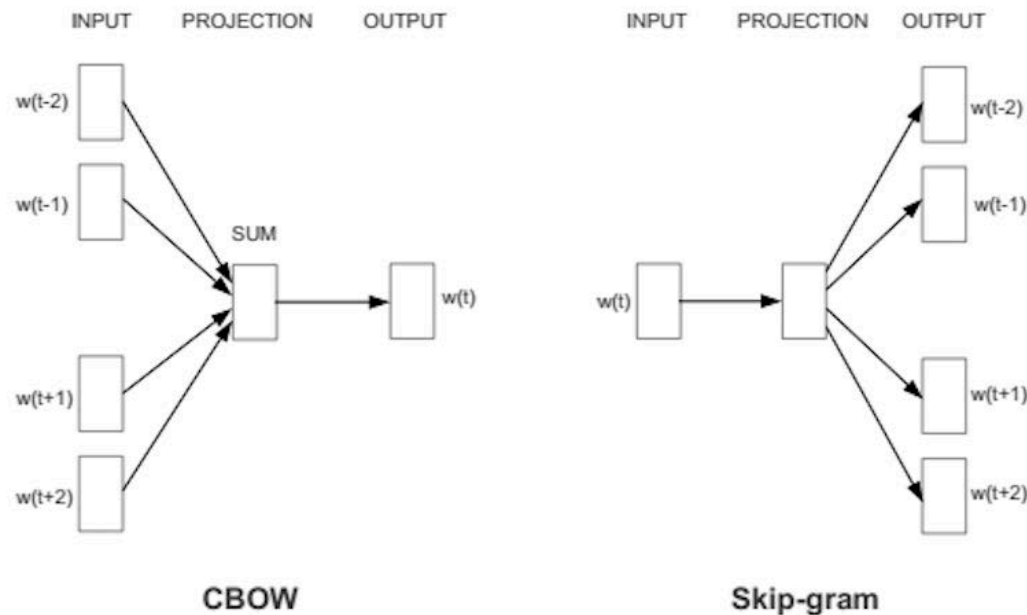 INPUT PROJECTION OUTPUT
w(t-2)
w(t-1)
SUM
w(t)
w(t+1)
w(t+2)
CBOW
INPUT PROJECTION OUTPUT
w(t-2)
w(t-1)
w(t)
w(t+1)
w(t+2)
Skip-gram